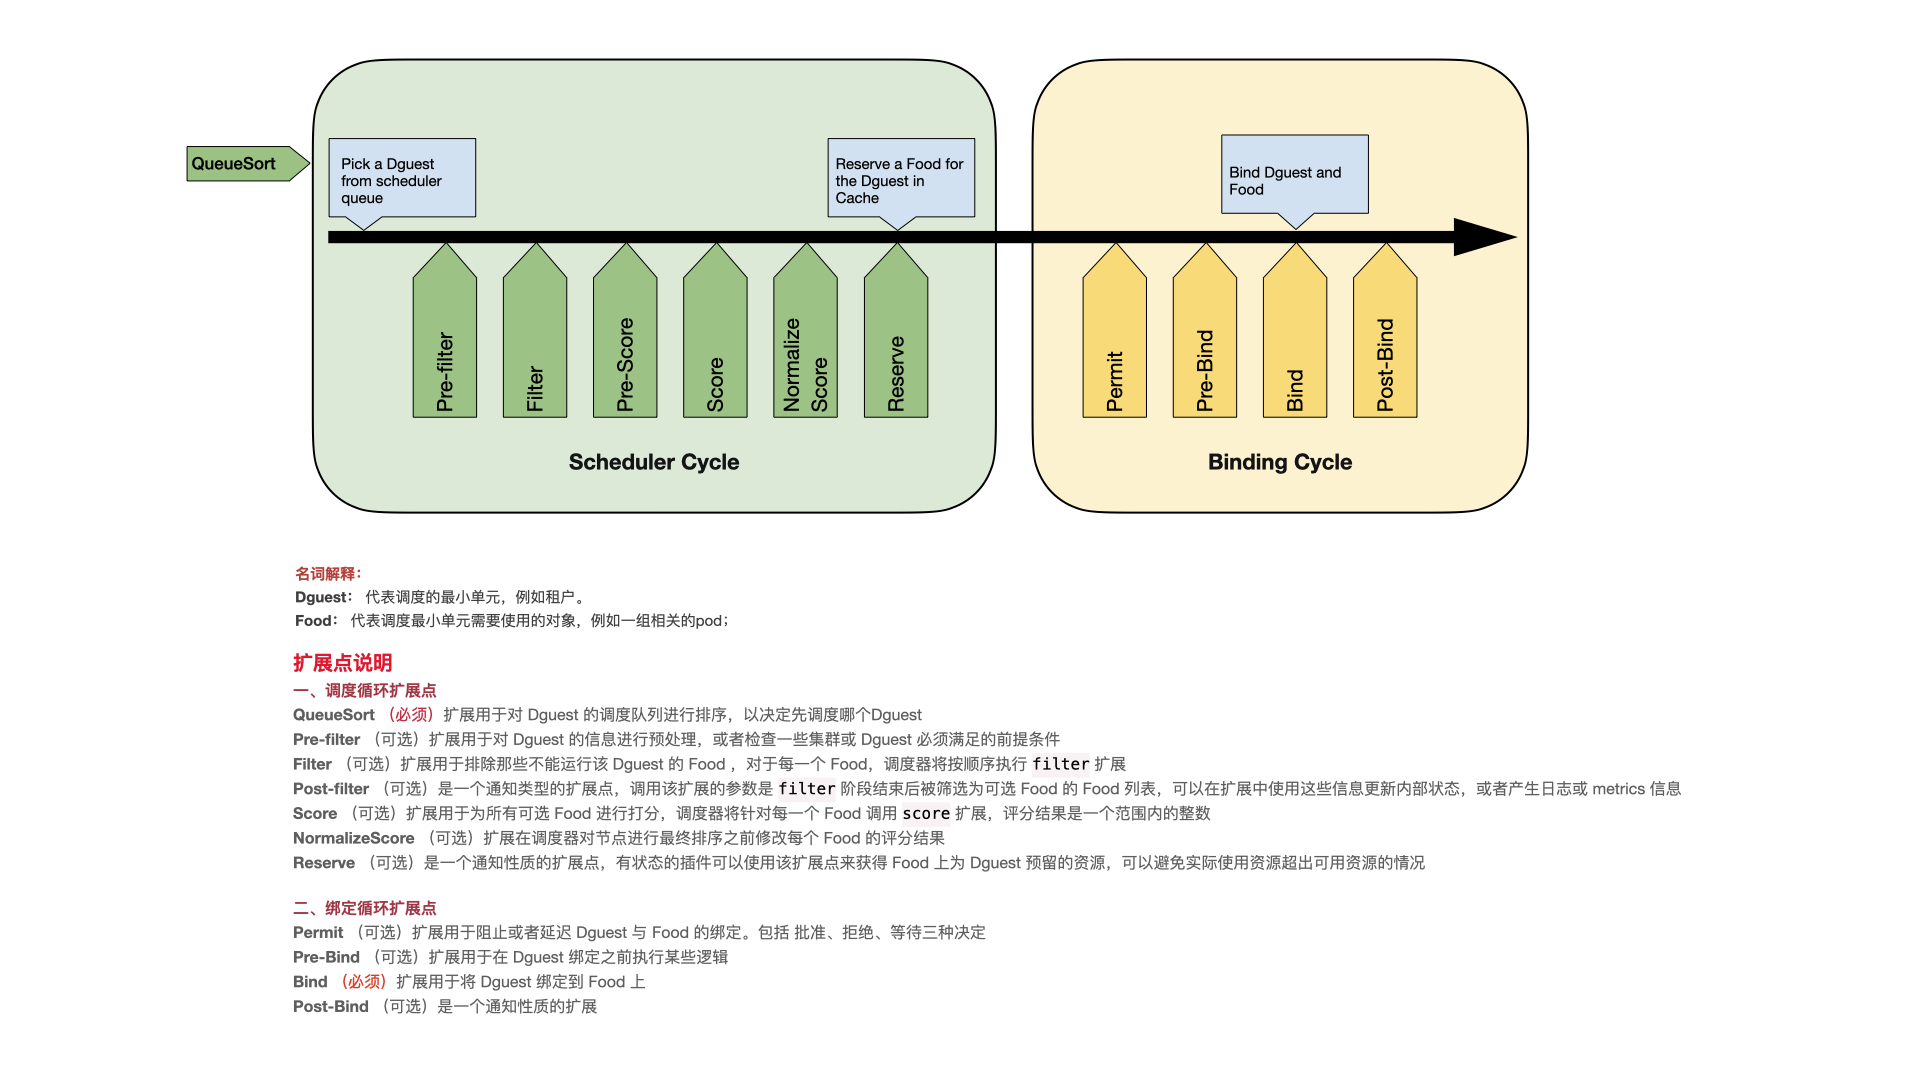 QueueSort
Pick a Dguest
from scheduler
queue
Reserve a Food for
the Dguest in
Cache
Bind Dguest and
Food
Pre-filter
Filter
Pre-Score
Score
Normalize
Score
Reserve
Permit
Pre-Bind
Bind
Post-Bind
Scheduler Cycle
Binding Cycle
名词解释：
Dguest： 代表调度的最小单元，例如租户。
Food： 代表调度最小单元需要使用的对象，例如一组相关的pod；
扩展点说明
一、调度循环扩展点
QueueSort （必须）扩展用于对 Dguest 的调度队列进行排序，以决定先调度哪个Dguest
Pre-filter （可选）扩展用于对 Dguest 的信息进行预处理，或者检查一些集群或 Dguest 必须满足的前提条件
Filter （可选）扩展用于排除那些不能运行该 Dguest 的 Food ，对于每一个 Food，调度器将按顺序执行 filter 扩展
Post-filter （可选）是一个通知类型的扩展点，调用该扩展的参数是 filter 阶段结束后被筛选为可选 Food 的 Food 列表，可以在扩展中使用这些信息更新内部状态，或者产生日志或 metrics 信息
Score （可选）扩展用于为所有可选 Food 进行打分，调度器将针对每一个 Food 调用 score 扩展，评分结果是一个范围内的整数
NormalizeScore （可选）扩展在调度器对节点进行最终排序之前修改每个 Food 的评分结果
Reserve （可选）是一个通知性质的扩展点，有状态的插件可以使用该扩展点来获得 Food 上为 Dguest 预留的资源，可以避免实际使用资源超出可用资源的情况
二、绑定循环扩展点
Permit （可选）扩展用于阻止或者延迟 Dguest 与 Food 的绑定。包括 批准、拒绝、等待三种决定
Pre-Bind （可选）扩展用于在 Dguest 绑定之前执行某些逻辑
Bind （必须）扩展用于将 Dguest 绑定到 Food 上
Post-Bind （可选）是一个通知性质的扩展